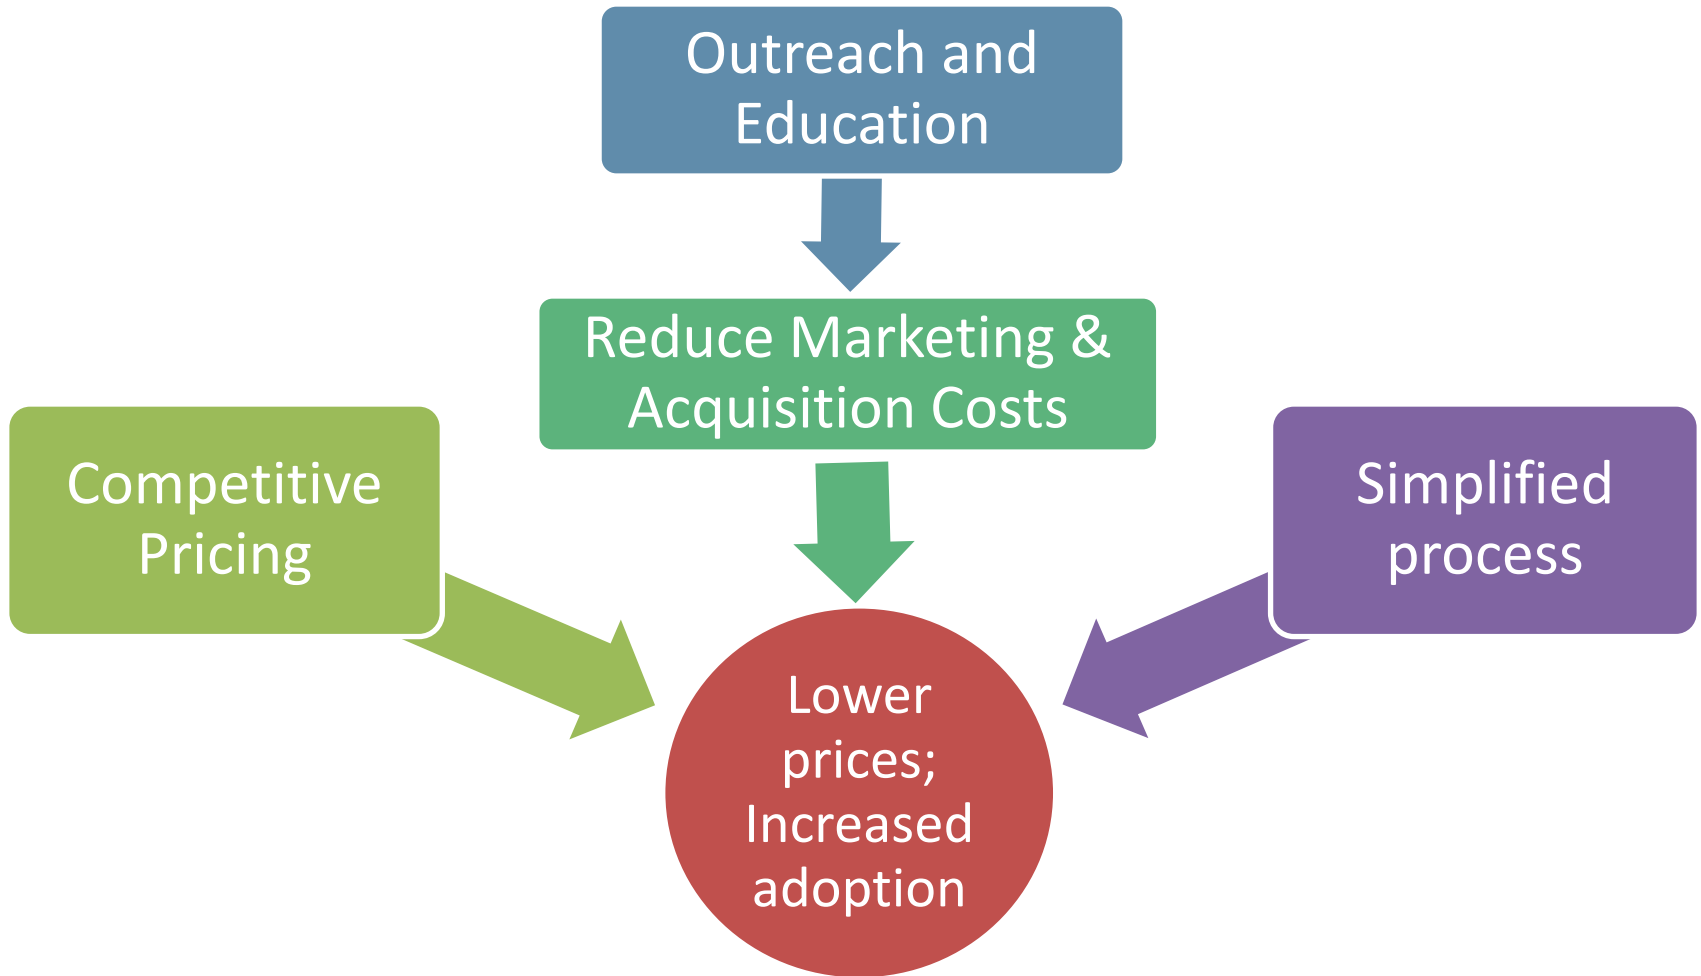 Outreach and
Education
Reduce Marketing &
Acquisition Costs
Competitive
Pricing
Simplified
process
Lower
prices;
Increased
adoption